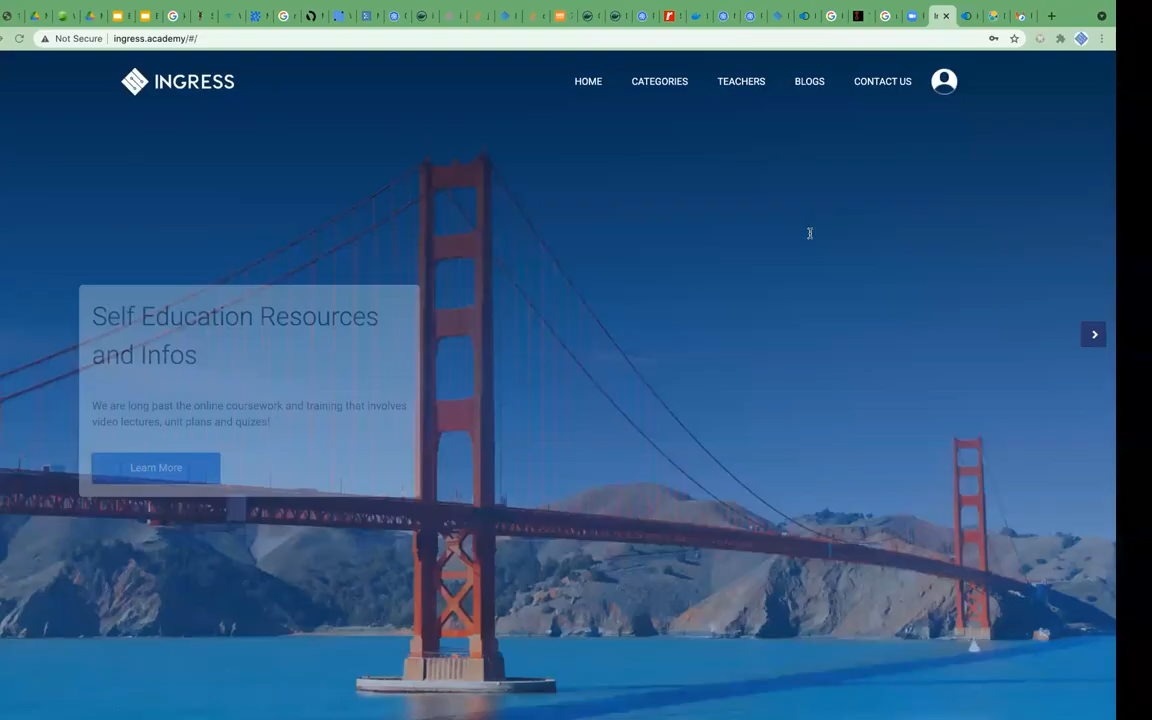 Not Secure
ingress.academy/#/
INGRESS
HOME
CATEGORIES
TEACHERS
BLOGS
CONTACT US
Self Education Resources
and Infos
We are long past the online coursework and training that involves
video lectures, unit plans and quizes!
Learn More